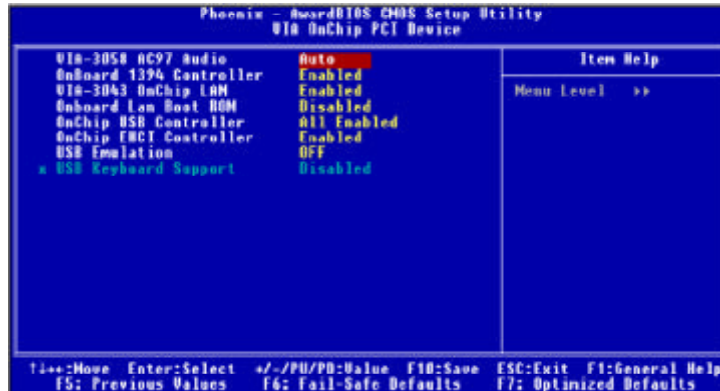 Phoenix - AwardBIOS CMOS Setup Utility
VIA OnChip PCI Device
VIA-3058 AC97 Audio Auto
OnBoard 1394 Controller Enabled
VIA-3043 OnChip LAN Enabled
Onboard Lan Boot ROM Disabled
OnChip USB Controller All Enabled
OnChip EHCI Controller Enabled
USB Emulation OFF
x USB Keyboard Support Disabled
Item Help
Menu Level ►►
↑↓→←:Move Enter:Select +/-/PU/PD:Value F10:Save ESC:Exit F1:General Help
F5: Previous Values F6: Fail-Safe Defaults F7: Optimized Defaults